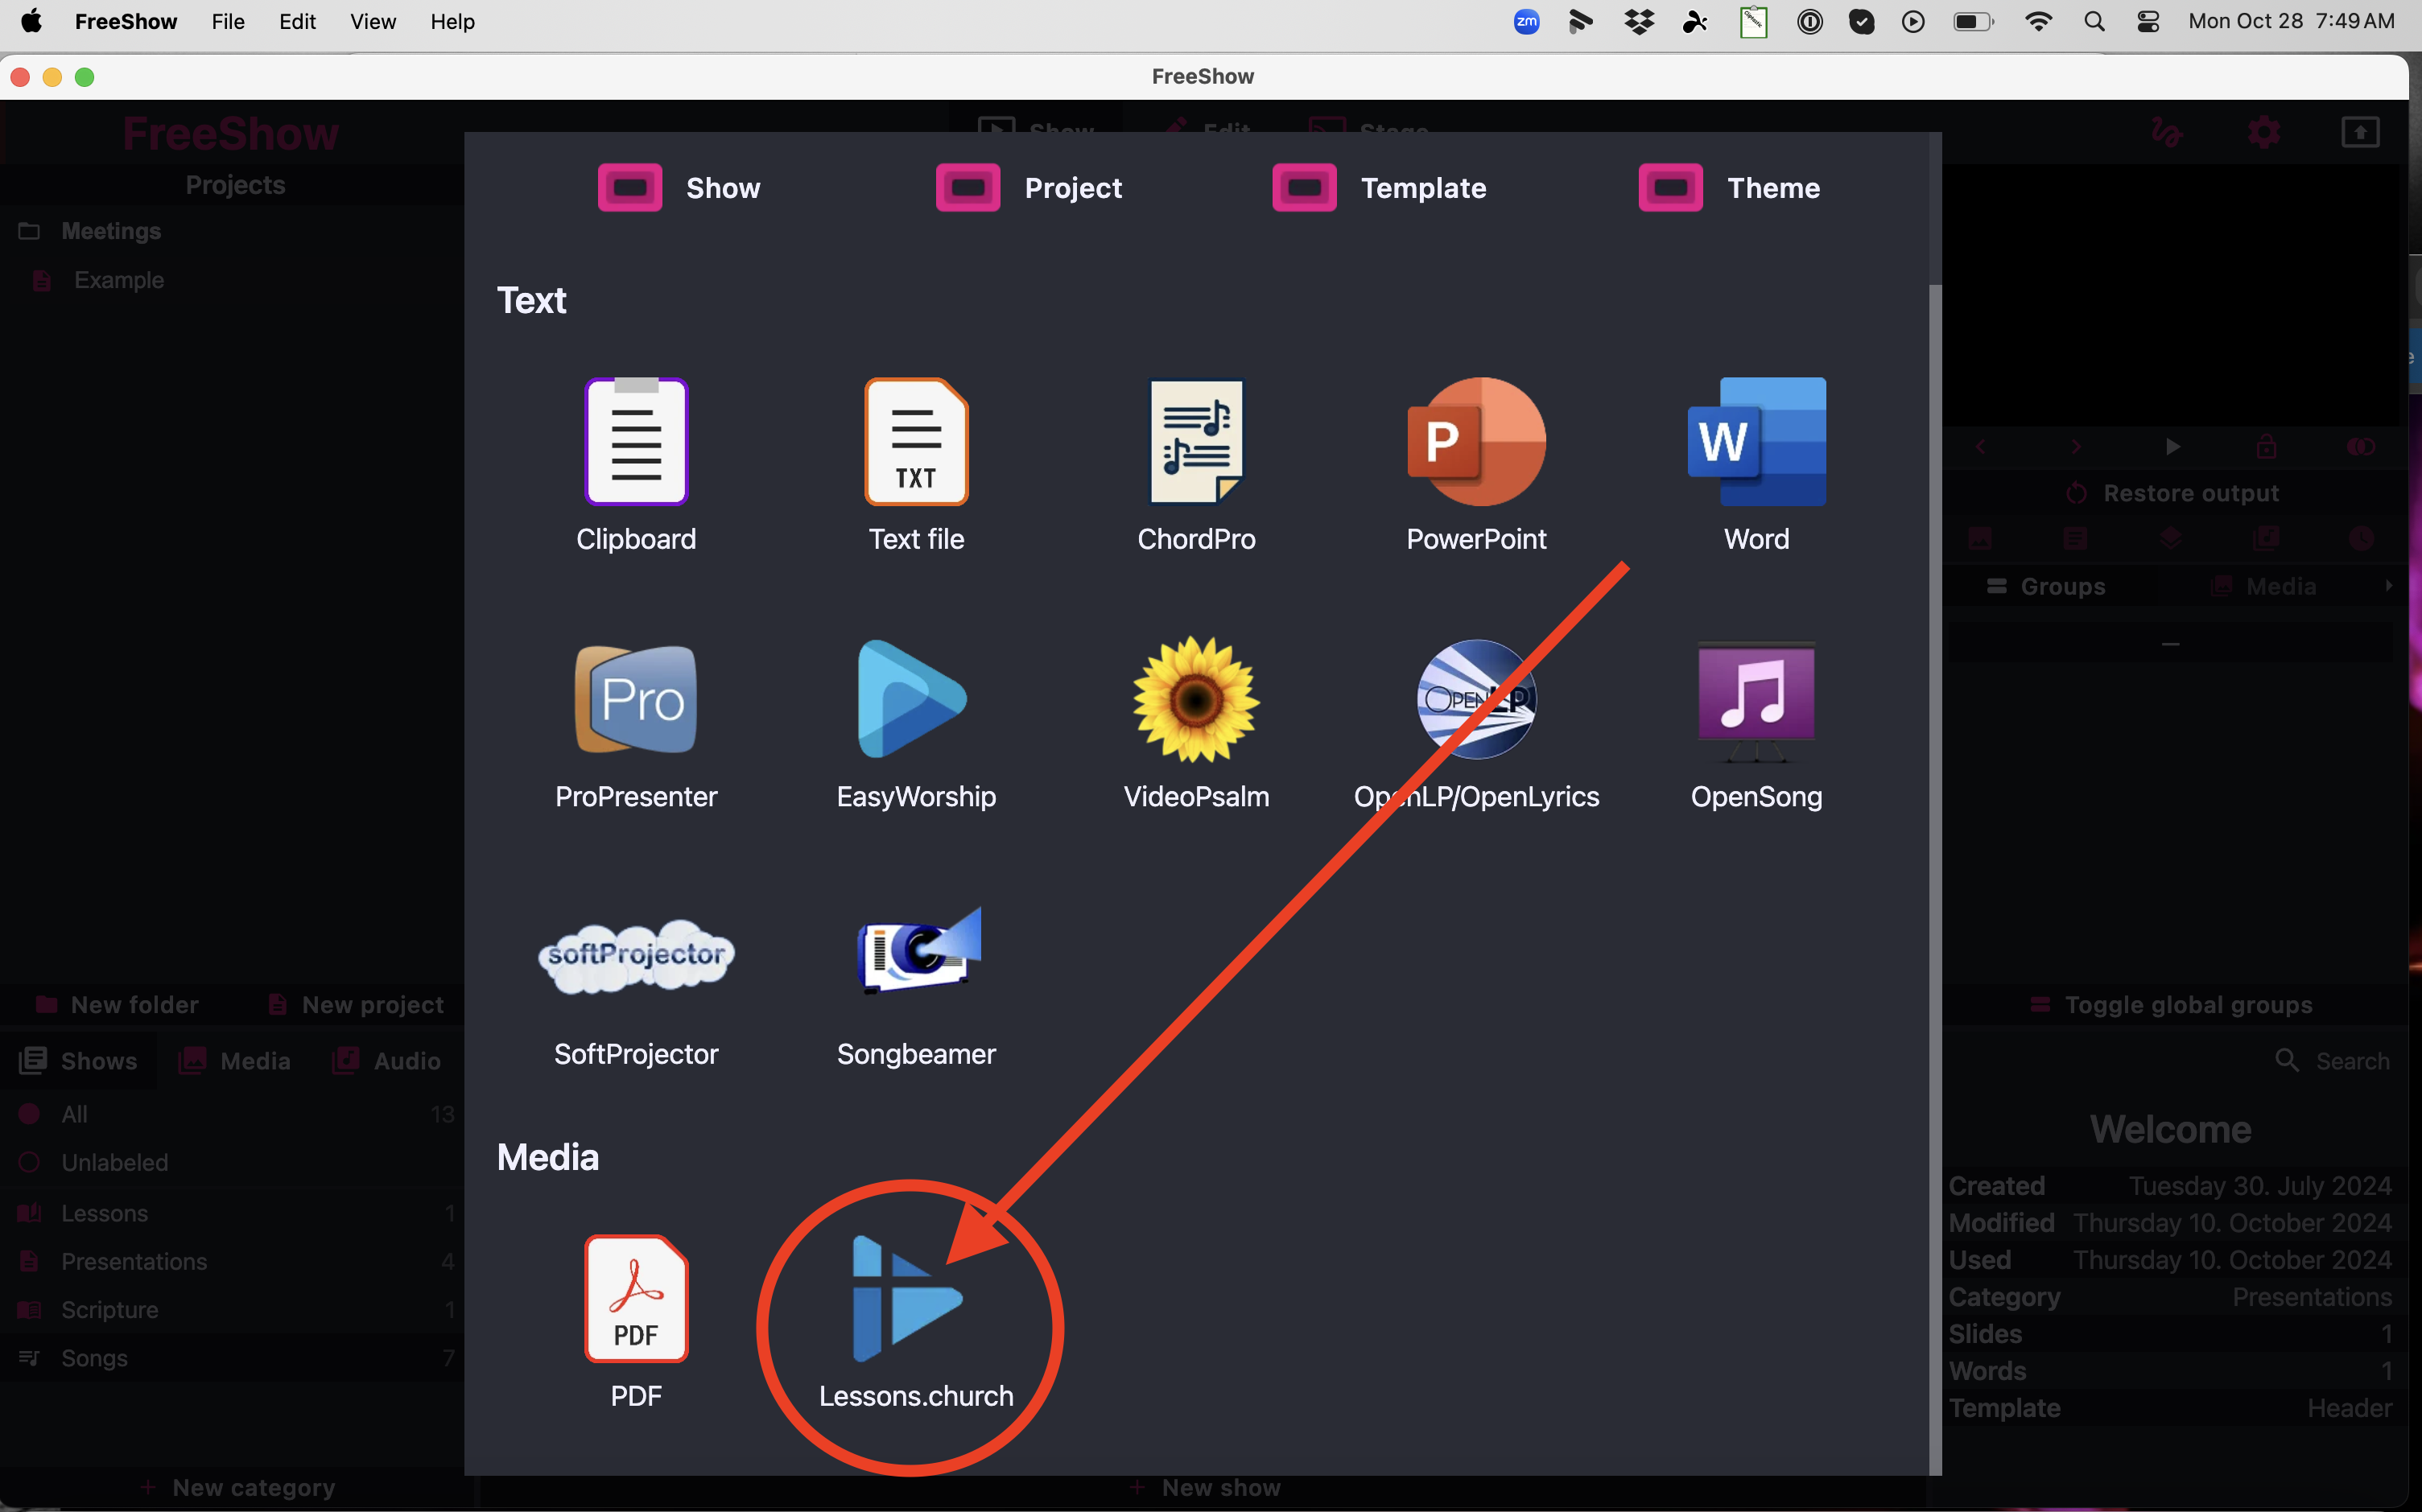 FreeShow File Edit View Help zm Mon Oct 28 7:49 AM
FreeShow
FreeShow
Show Edit Stage
Projects
Meetings
Example
Show Project Template Theme
Text
TXT
P
W
Clipboard Text file ChordPro PowerPoint Word
Pro
OPENLP
ProPresenter EasyWorship VideoPsalm OpenLP/OpenLyrics OpenSong
softProjector
SoftProjector Songbeamer
Media
PDF
PDF Lessons.church
Restore output
Groups Media
–
New folder New project
Toggle global groups
Shows Media Audio
Search
All 13
Unlabeled
Lessons 1
Presentations 4
Scripture 1
Songs 7
Welcome
Created Tuesday 30. July 2024
Modified Thursday 10. October 2024
Used Thursday 10. October 2024
Category Presentations
Slides 1
Words 1
Template Header
+ New category
+ New show